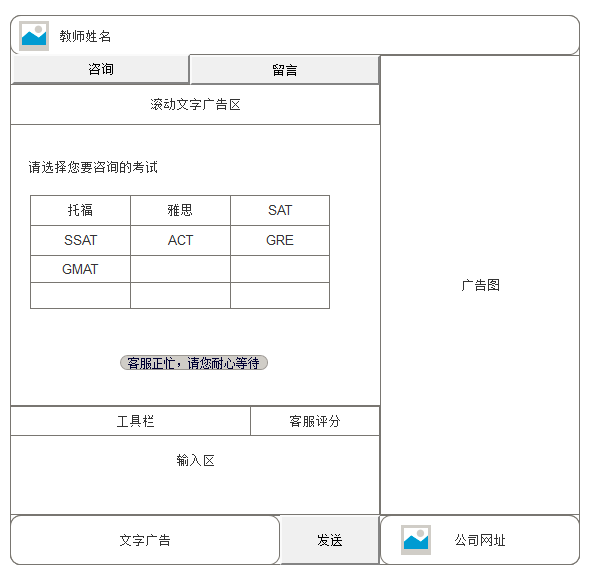 教师姓名
咨询
留言
滚动文字广告区
请选择您要咨询的考试
托福
雅思
SAT
SSAT
ACT
GRE
GMAT
广告图
客服正忙，请您耐心等待
工具栏
客服评分
输入区
文字广告
发送
公司网址